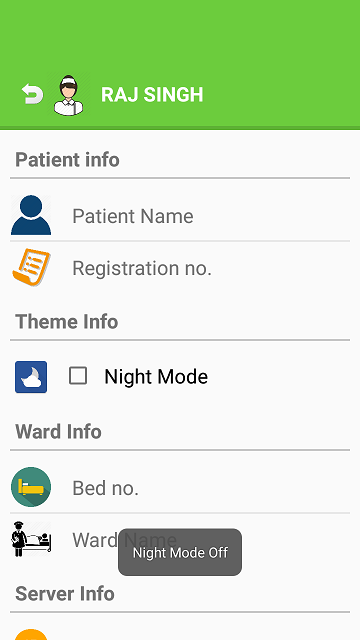 RAJ SINGH
Patient info
Patient Name
Registration no.
Theme Info
Night Mode
Ward Info
Bed no.
Ward Name
Night Mode Off
Server Info